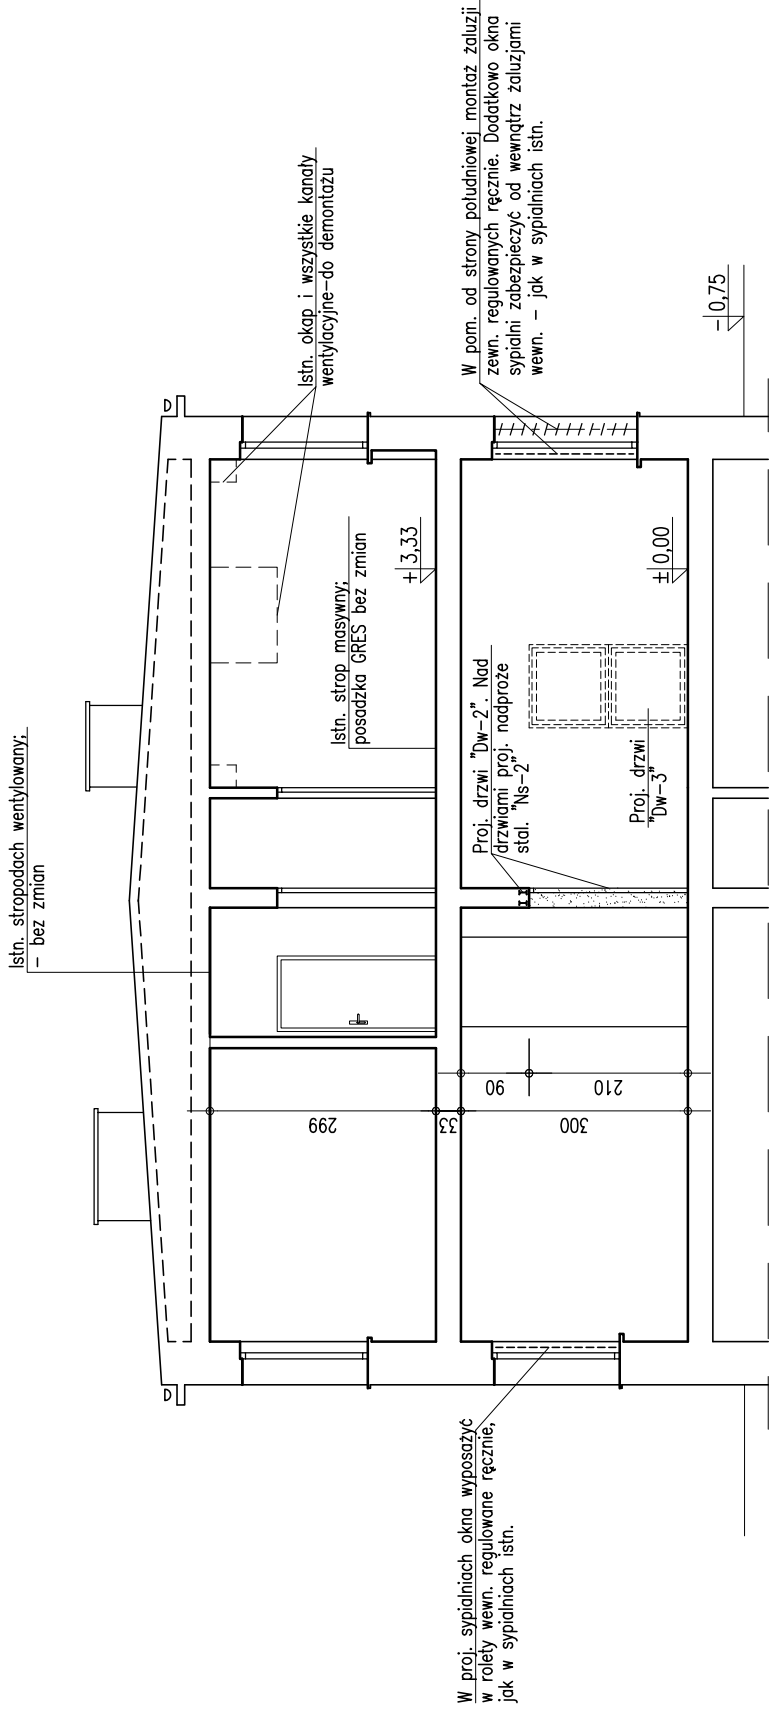 Istn. stropodach wentylowany;
- bez zmian
Istn. okap i wszystkie kanały
wentylacyjne-do demontażu
Istn. strop masywny;
posadzka GRES bez zmian
± 3,33
299
33
W pom. od strony południowej montaż żaluzji
zewn. regulowanych ręcznie. Dodatkowo okna
sypialni zabezpieczyć od wewnątrz żaluzjami
wewn. - jak w sypialniach istn.
Proj. drzwi "Dw-2". Nad
drzwiami proj. nadproże
stal. "Ns-2"
Proj. drzwi
"Dw-3"
± 0,00
- 0,75
90
210
300
W proj. sypialniach okna wyposażyć
w rolety wewn. regulowane ręcznie,
jak w sypialniach istn.